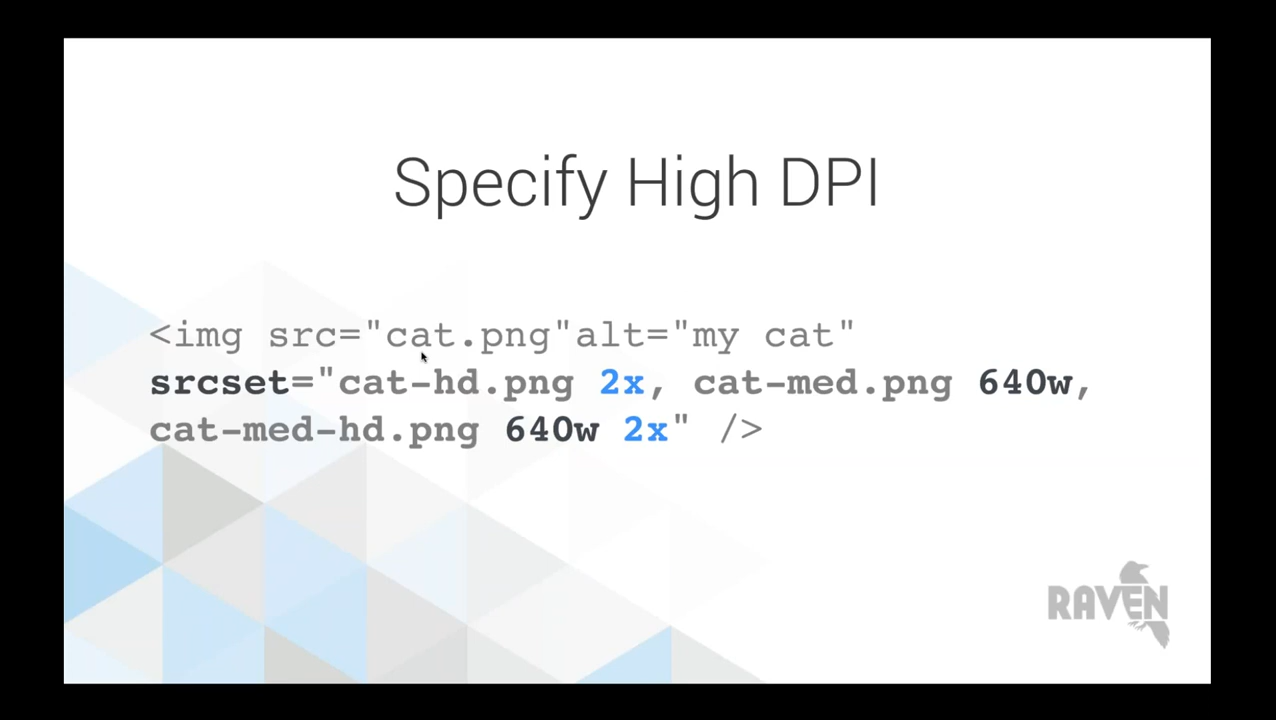 Specify High DPI
<img src="cat.png"alt="my cat"
srcset="cat-hd.png 2x, cat-med.png 640w,
cat-med-hd.png 640w 2x" />
RAVEN